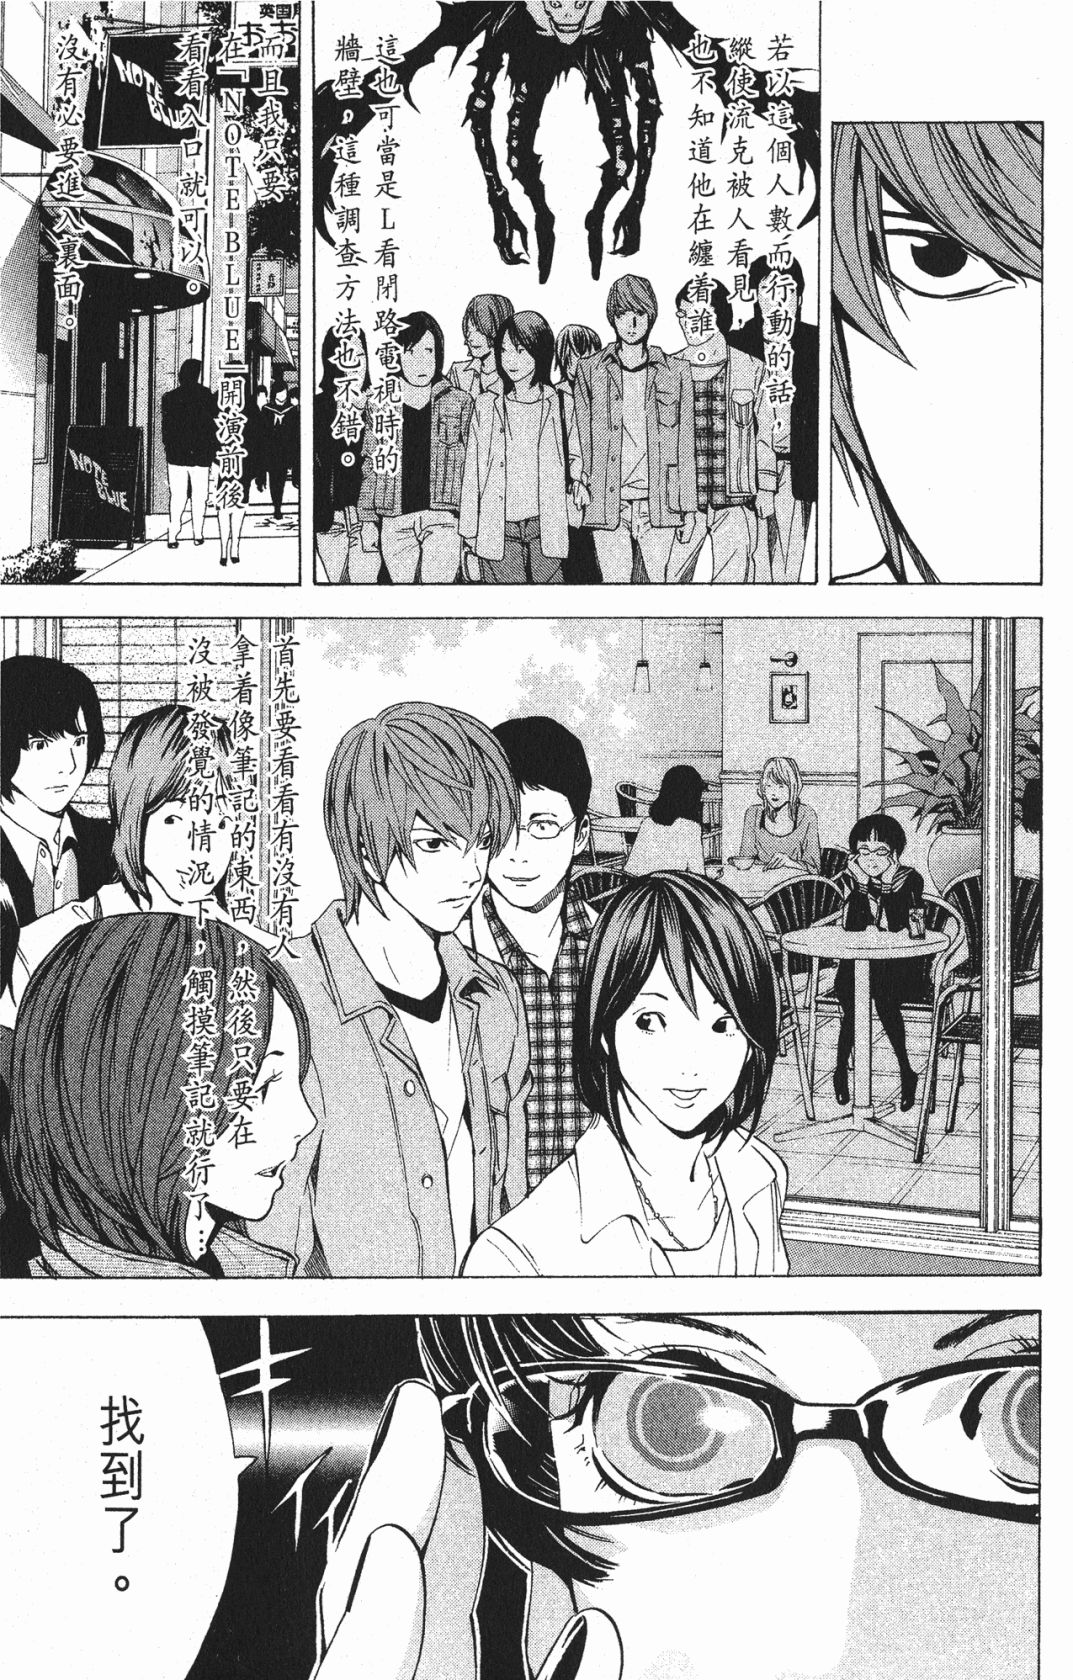 若以這個人數而行動的話，
縱使流克被人看見，
也不知道他在纏着誰。
這也可當是L看閉路電視時的
牆壁，這種調查方法也不錯。
而且我只要
在『NOTE BLUE』開演前後
看看入口就可以。
沒有必要進入裏面。
英国
NOTE
BLUE
NOTE
BLUE
首先要看看有沒有人
拿着像筆記的東西，然後只要在
沒被發覺的情況下，觸摸筆記就行了…
找到了。